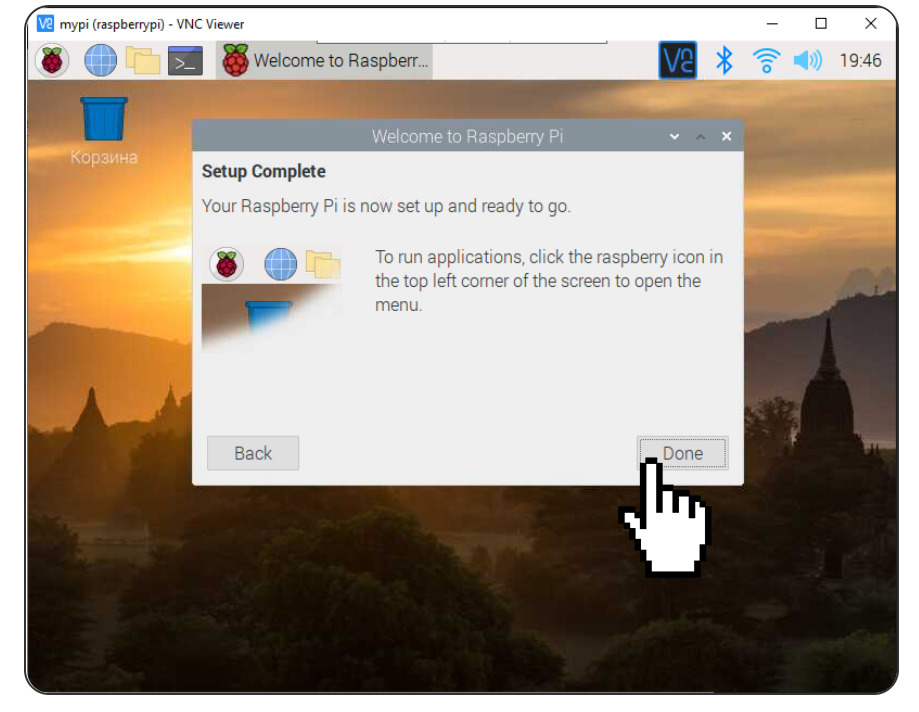 V2 mypi (raspberrypi) - VNC Viewer
>_ Welcome to Raspberr... V2 19:46
Корзина
Welcome to Raspberry Pi
Setup Complete
Your Raspberry Pi is now set up and ready to go.
To run applications, click the raspberry icon in
the top left corner of the screen to open the
menu.
Back
Done